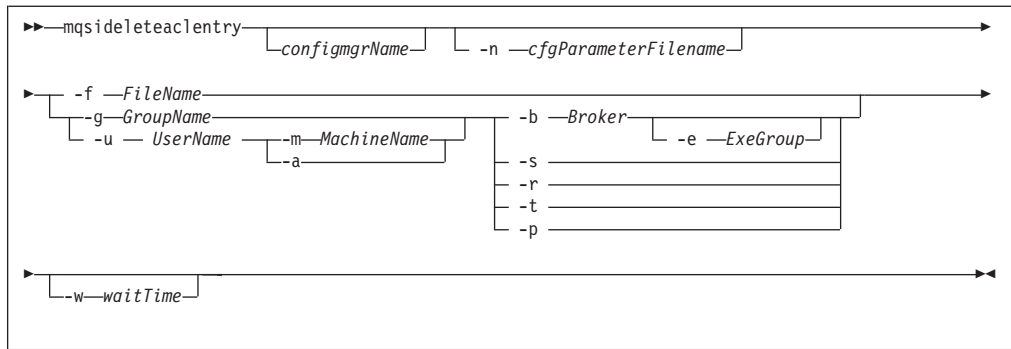 mqsideleteaclentry
configmgrName
-n cfgParameterFilename
-f FileName
-g GroupName
-b Broker
-u UserName
-m MachineName
-e ExeGroup
-a
-s
-r
-t
-p
-w waitTime